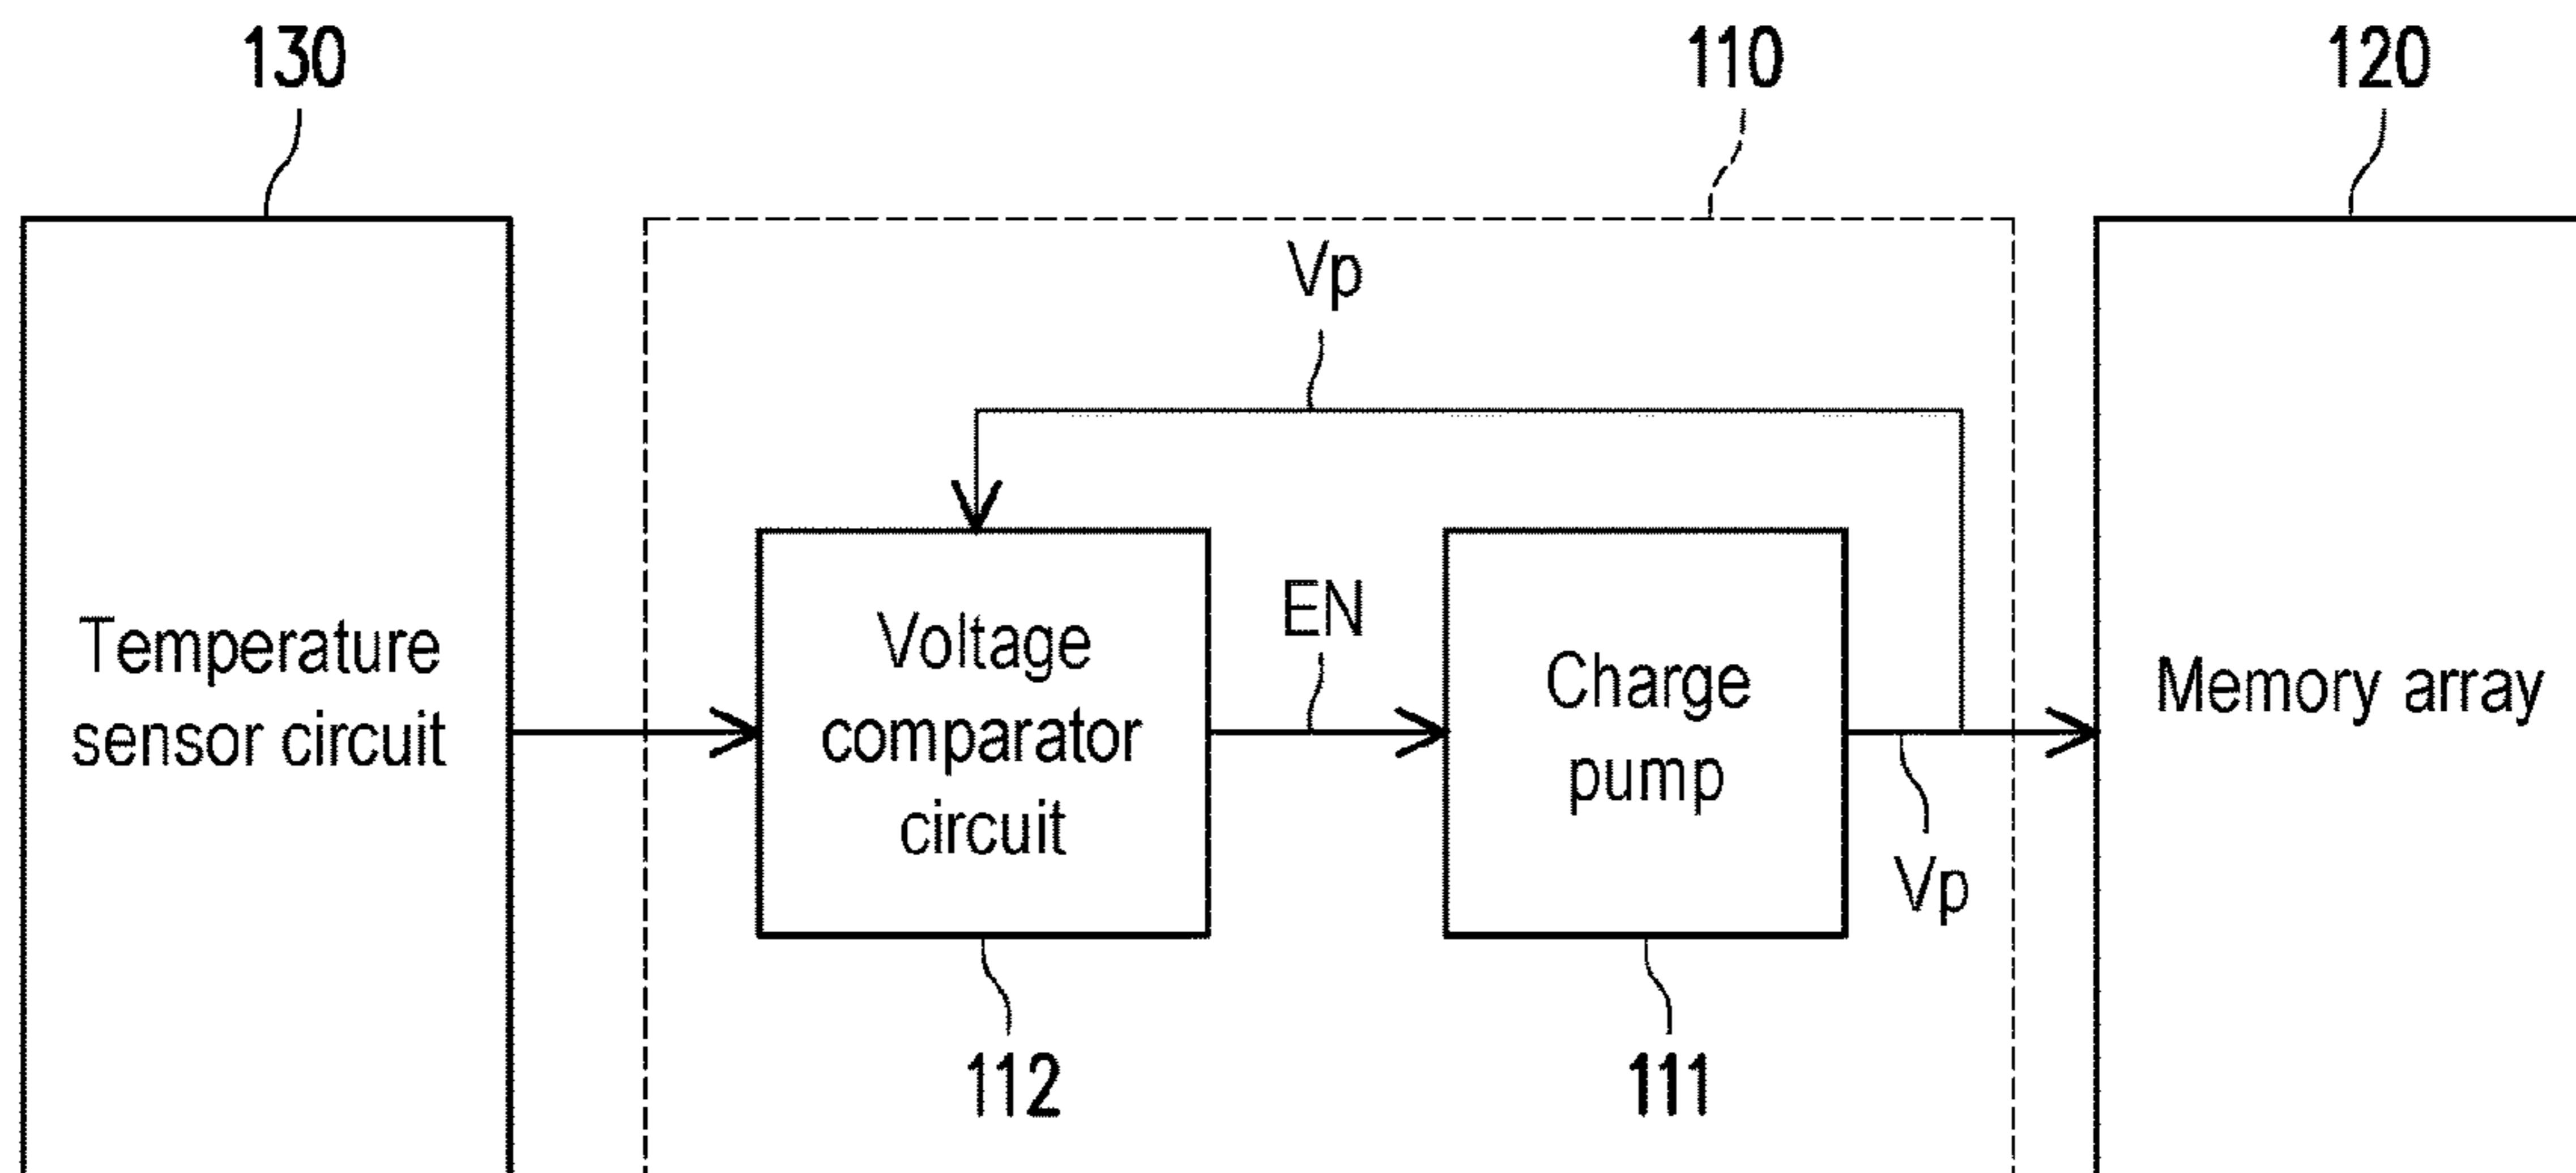 130
110
120
Vp
Temperature
sensor circuit
Voltage
comparator
circuit
EN
Charge
pump
Vp
Memory array
112
111